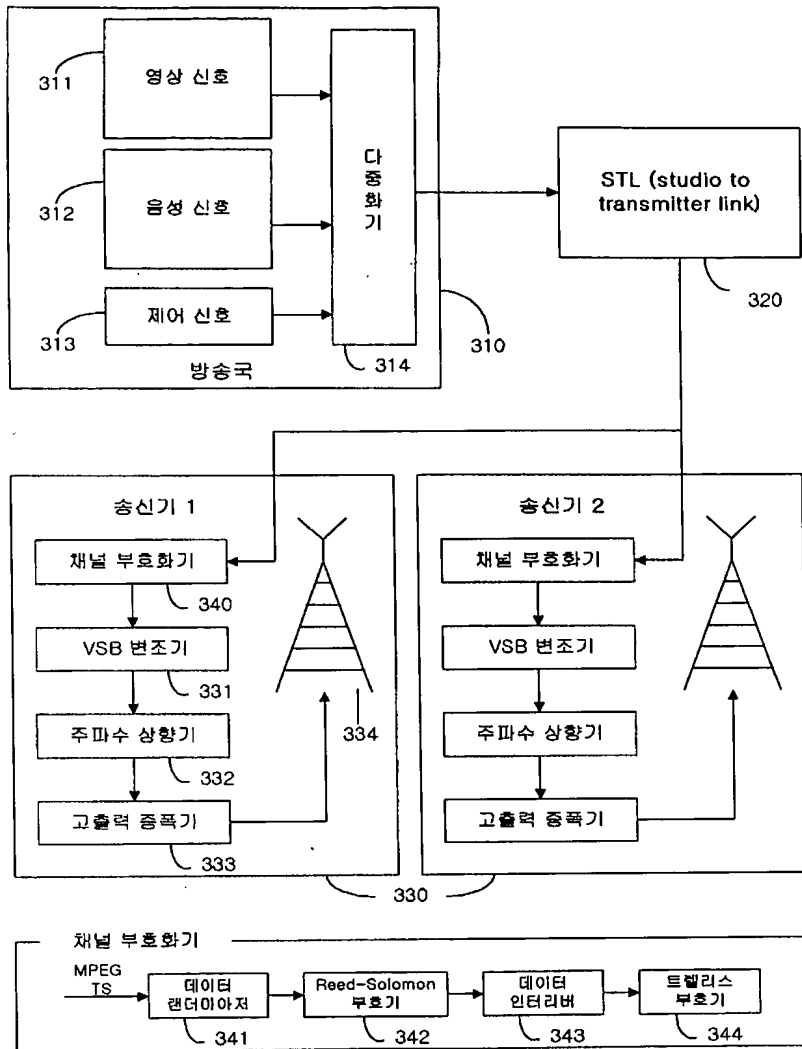 311
영상 신호
312
음성 신호
313
제어 신호
다중화기
314
310
방송국
STL (studio to
transmitter link)
320
송신기 1
채널 부호화기
340
VSB 변조기
331
주파수 상향기
332
고출력 증폭기
333
334
송신기 2
채널 부호화기
VSB 변조기
주파수 상향기
고출력 증폭기
330
채널 부호화기
MPEG
TS
데이터
랜더마이저
341
Reed-Solomon
부호기
342
데이터
인터리버
343
트렐리스
부호기
344